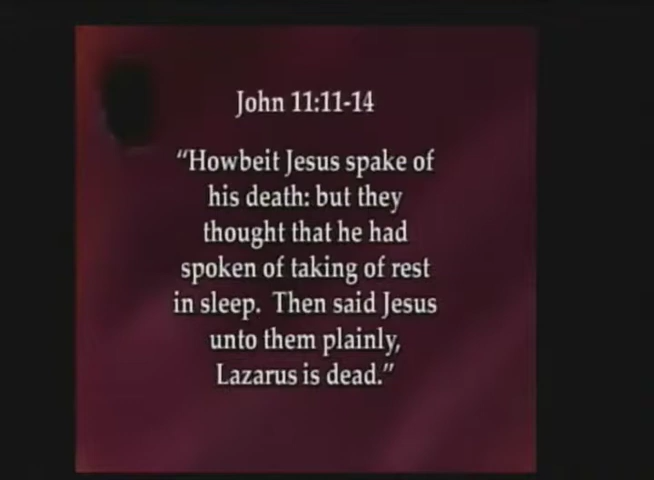 John 11:11-14
“Howbeit Jesus spake of
his death: but they
thought that he had
spoken of taking of rest
in sleep.  Then said Jesus
unto them plainly,
Lazarus is dead.”